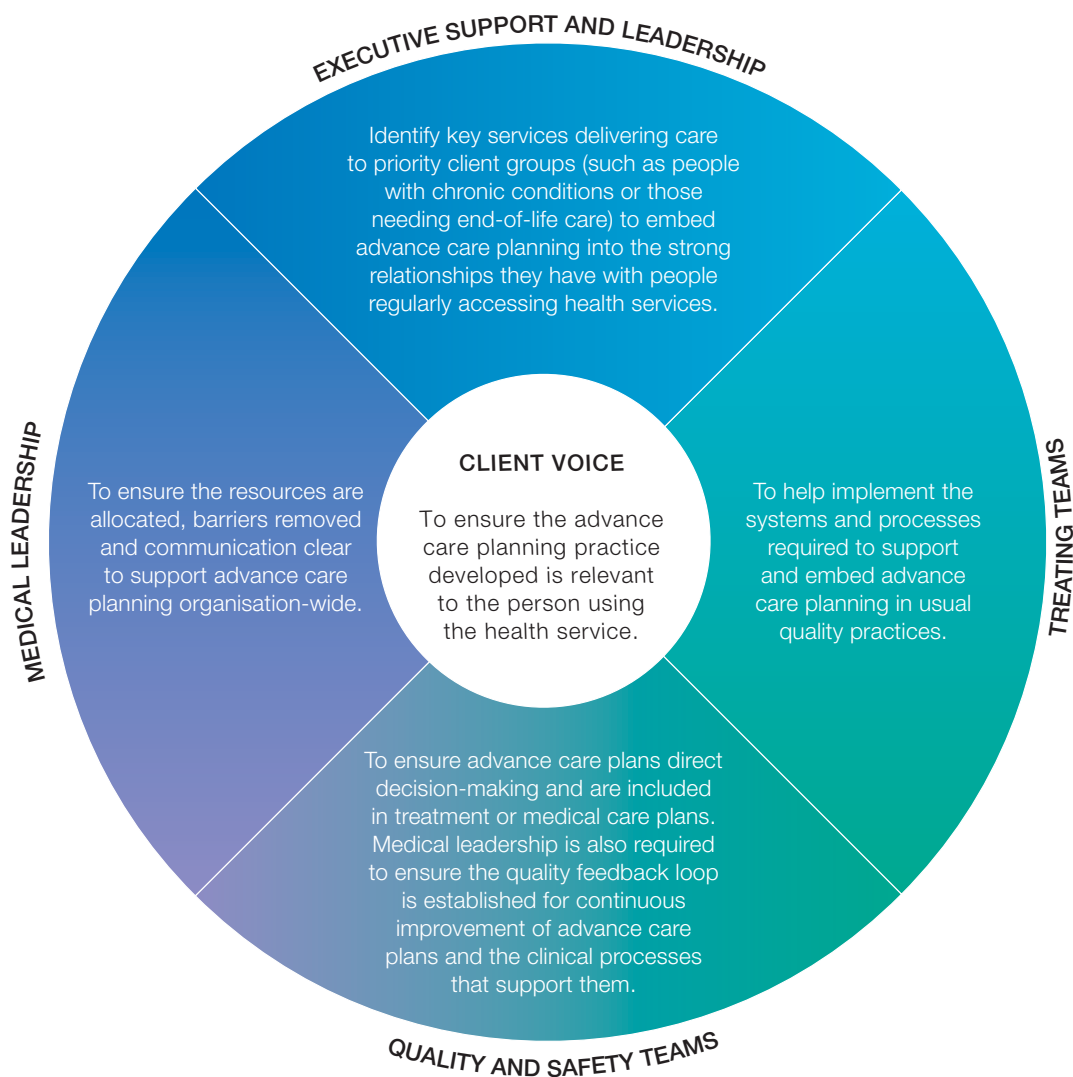 EXECUTIVE SUPPORT AND LEADERSHIP
Identify key services delivering care
to priority client groups (such as people
with chronic conditions or those
needing end-of-life care) to embed
advance care planning into the strong
relationships they have with people
regularly accessing health services.
MEDICAL LEADERSHIP
To ensure the resources are
allocated, barriers removed
and communication clear
to support advance care
planning organisation-wide.
CLIENT VOICE
To ensure the advance
care planning practice
developed is relevant
to the person using
the health service.
To help implement the
systems and processes
required to support
and embed advance
care planning in usual
quality practices.
TREATING TEAMS
To ensure advance care plans direct
decision-making and are included
in treatment or medical care plans.
Medical leadership is also required
to ensure the quality feedback loop
is established for continuous
improvement of advance care
plans and the clinical processes
that support them.
QUALITY AND SAFETY TEAMS